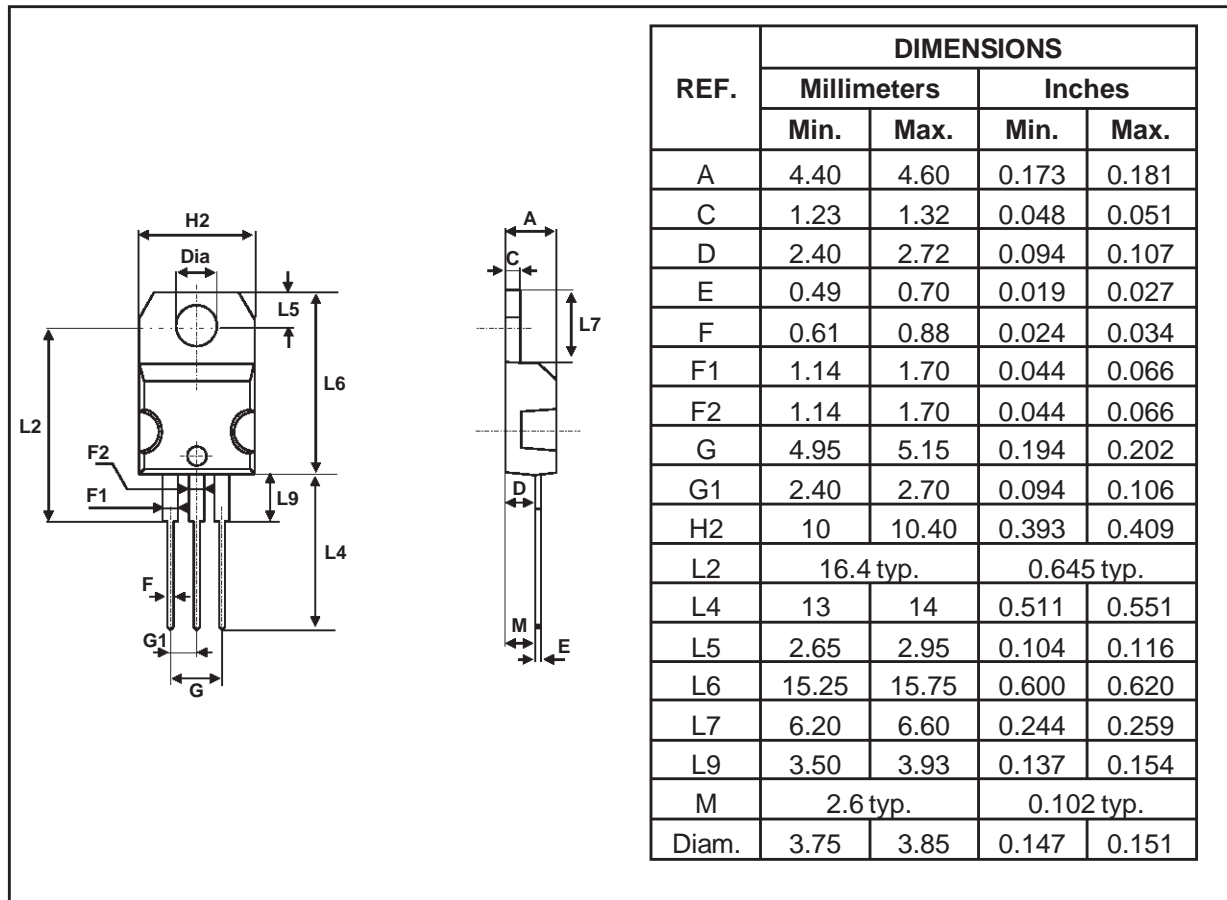 H2
Dia
L5
L6
L2
F2
F1
L9
L4
F
G1
G
A
C
L7
D
M
E
REF. DIMENSIONS
Millimeters Inches
Min. Max. Min. Max.
A 4.40 4.60 0.173 0.181
C 1.23 1.32 0.048 0.051
D 2.40 2.72 0.094 0.107
E 0.49 0.70 0.019 0.027
F 0.61 0.88 0.024 0.034
F1 1.14 1.70 0.044 0.066
F2 1.14 1.70 0.044 0.066
G 4.95 5.15 0.194 0.202
G1 2.40 2.70 0.094 0.106
H2 10 10.40 0.393 0.409
L2 16.4 typ. 0.645 typ.
L4 13 14 0.511 0.551
L5 2.65 2.95 0.104 0.116
L6 15.25 15.75 0.600 0.620
L7 6.20 6.60 0.244 0.259
L9 3.50 3.93 0.137 0.154
M 2.6 typ. 0.102 typ.
Diam. 3.75 3.85 0.147 0.151